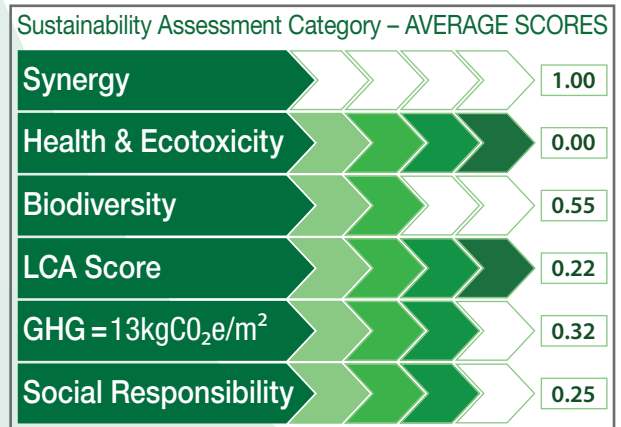 Sustainability Assessment Category – AVERAGE SCORES
Synergy 1.00
Health & Ecotoxicity 0.00
Biodiversity 0.55
LCA Score 0.22
GHG = 13kgC0₂e/m² 0.32
Social Responsibility 0.25